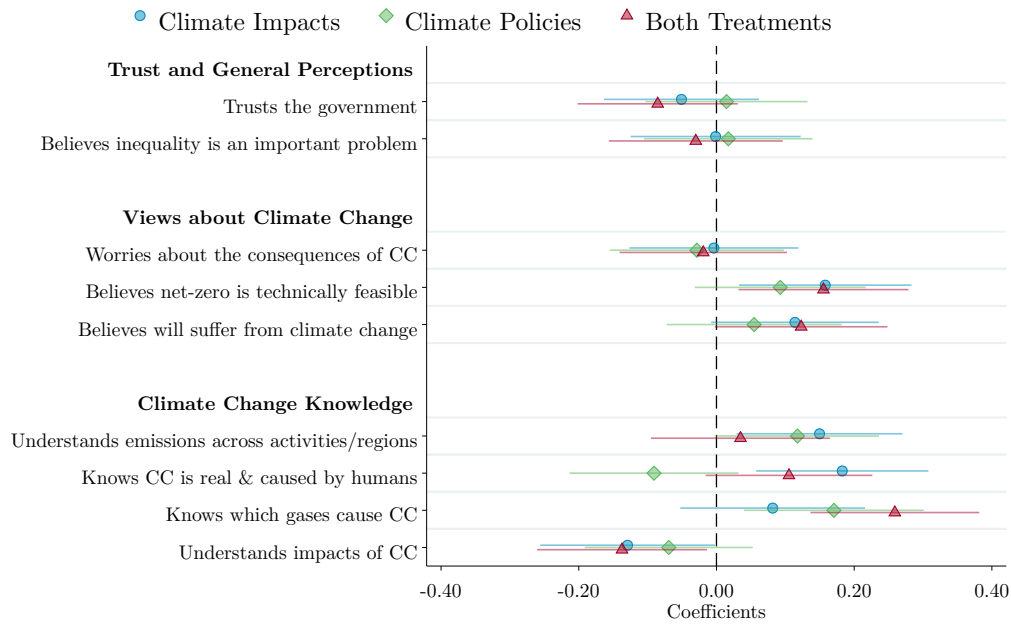 Climate Impacts Climate Policies Both Treatments
Trust and General Perceptions
Trusts the government
Believes inequality is an important problem
Views about Climate Change
Worries about the consequences of CC
Believes net-zero is technically feasible
Believes will suffer from climate change
Climate Change Knowledge
Understands emissions across activities/regions
Knows CC is real & caused by humans
Knows which gases cause CC
Understands impacts of CC
-0.40 -0.20 0.00 0.20 0.40
Coefficients